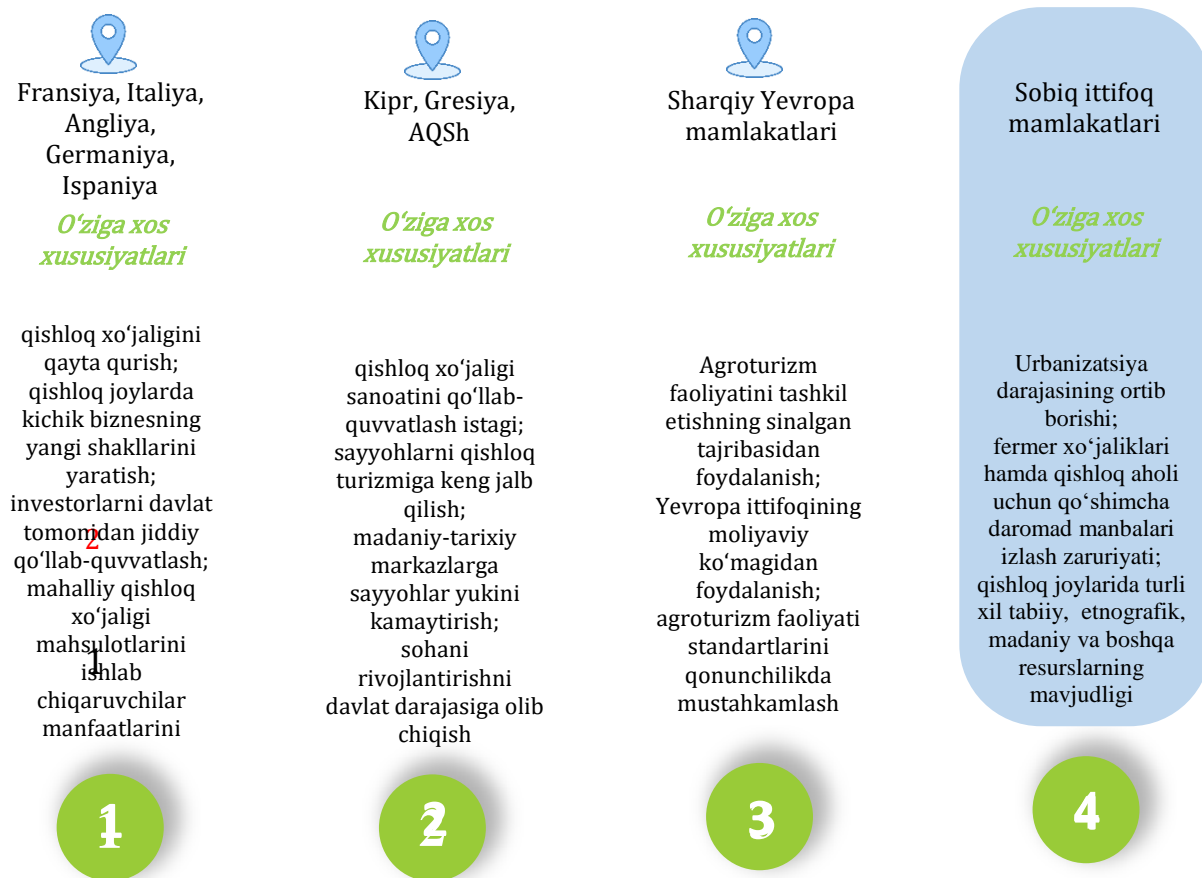 Fransiya, Italiya,
Angliya,
Germaniya,
Ispaniya
O‘ziga xos
xususiyatlari
qishloq xo‘jaligini
qayta qurish;
qishloq joylarda
kichik biznesning
yangi shakllarini
yaratish;
investorlarni davlat
tomomdan jiddiy
qo‘llab-quvvatlash;
mahalliy qishloq
xo‘jaligi
mahsulotlarini
ishlab
chiqaruvchilar
manfaatlarini
2
1
1
Kipr, Gresiya,
AQSh
O‘ziga xos
xususiyatlari
qishloq xo‘jaligi
sanoatini qo‘llab-
quvvatlash istagi;
sayyohlarni qishloq
turizmiga keng jalb
qilish;
madaniy-tarixiy
markazlarga
sayyohlar yukini
kamaytirish;
sohani
rivojlantirishni
davlat darajasiga olib
chiqish
2
Sharqiy Yevropa
mamlakatlari
O‘ziga xos
xususiyatlari
Agroturizm
faoliyatini tashkil
etishning sinalgan
tajribasidan
foydalanish;
Yevropa ittifoqining
moliyaviy
ko‘magidan
foydalanish;
agroturizm faoliyati
standartlarini
qonunchilikda
mustahkamlash
3
Sobiq ittifoq
mamlakatlari
O‘ziga xos
xususiyatlari
Urbanizatsiya
darajasining ortib
borishi;
fermer xo‘jaliklari
hamda qishloq aholi
uchun qo‘shimcha
daromad manbalari
izlash zaruriyati;
qishloq joylarida turli
xil tabiiy, etnografik,
madaniy va boshqa
resurslarning
mavjudligi
4